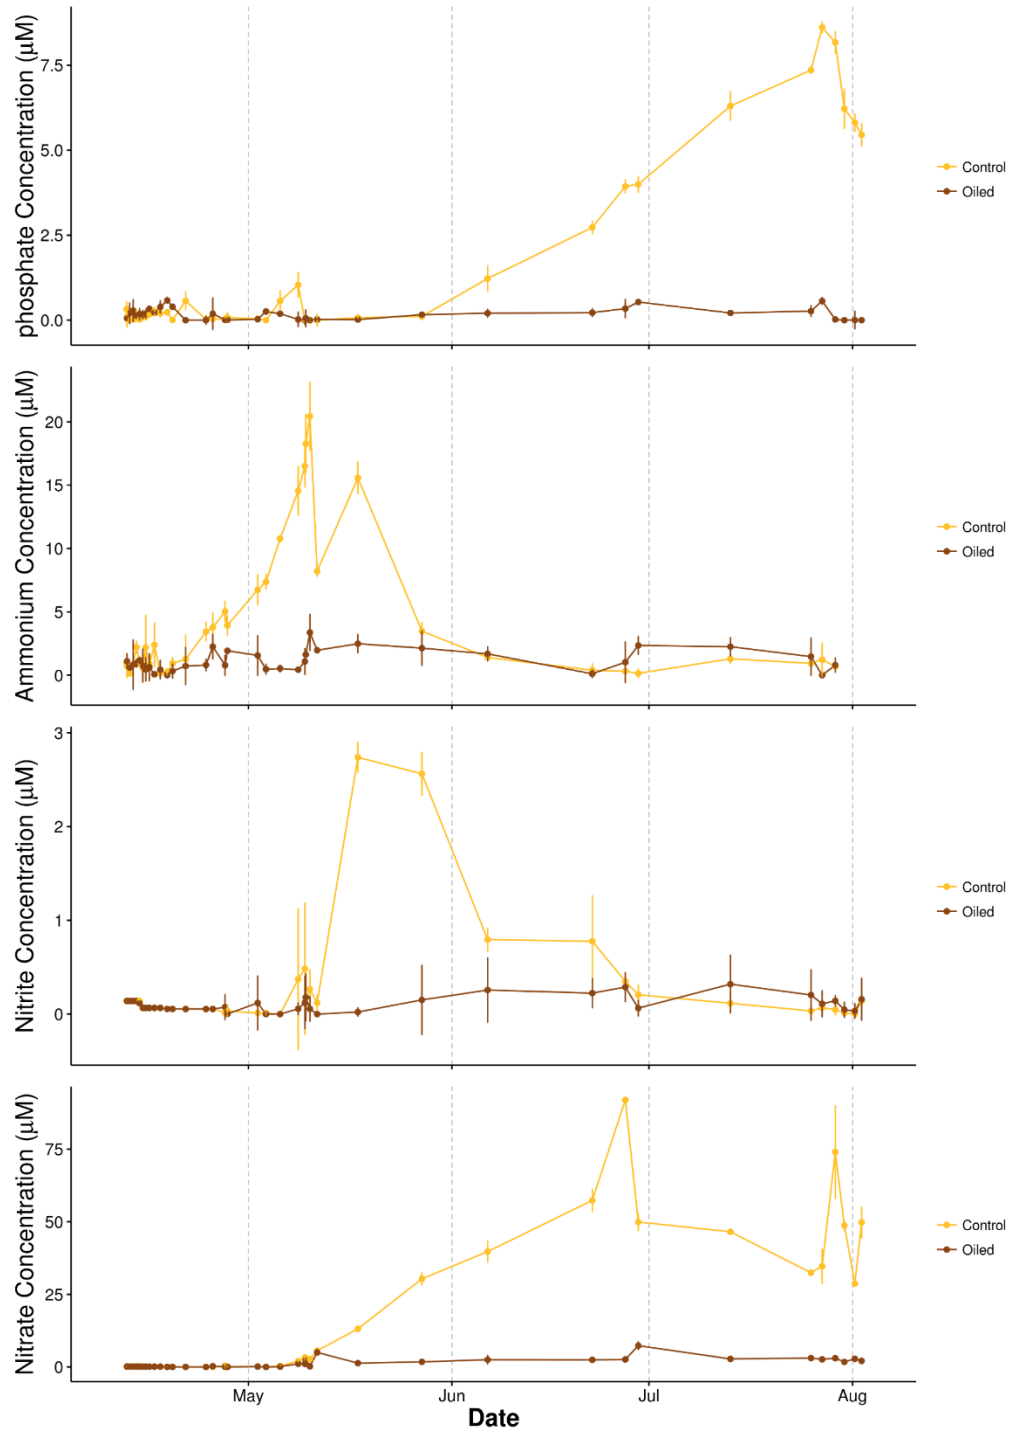 phosphate Concentration (μM)
7.5
5.0
2.5
0.0
Control
Oiled
Ammonium Concentration (μM)
20
15
10
5
0
Control
Oiled
Nitrite Concentration (μM)
3
2
1
0
Control
Oiled
Nitrate Concentration (μM)
75
50
25
0
Control
Oiled
May Jun Jul Aug
Date